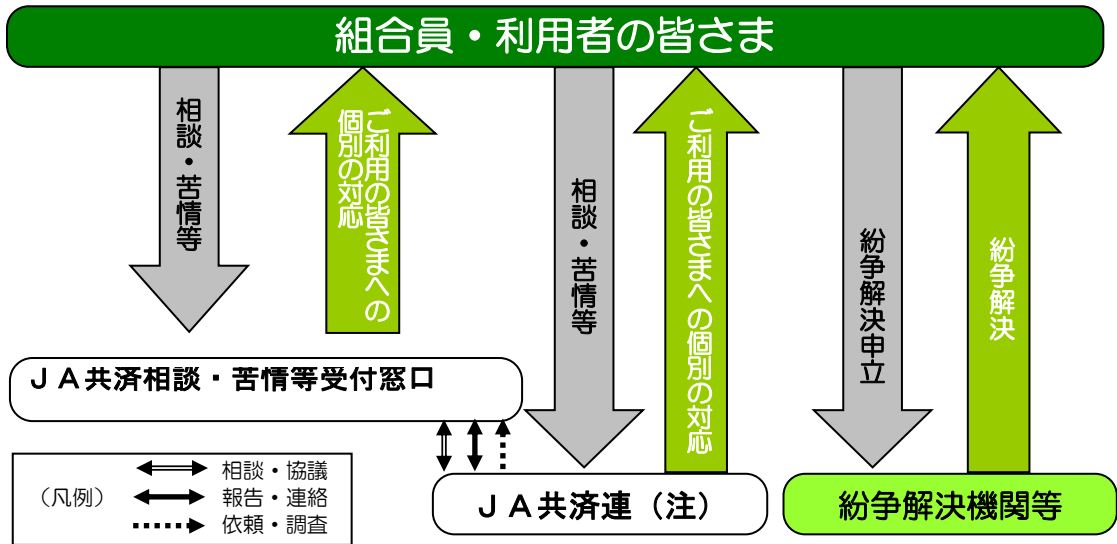 組合員・利用者の皆さま
相談・苦情等
ご利用の皆さまへの
個別の対応
相談・苦情等
ご利用の皆さまへの個別の対応
紛争解決申立
紛争解決
ＪＡ共済相談・苦情等受付窓口
（凡例）
相談・協議
報告・連絡
依頼・調査
ＪＡ共済連（注）
紛争解決機関等